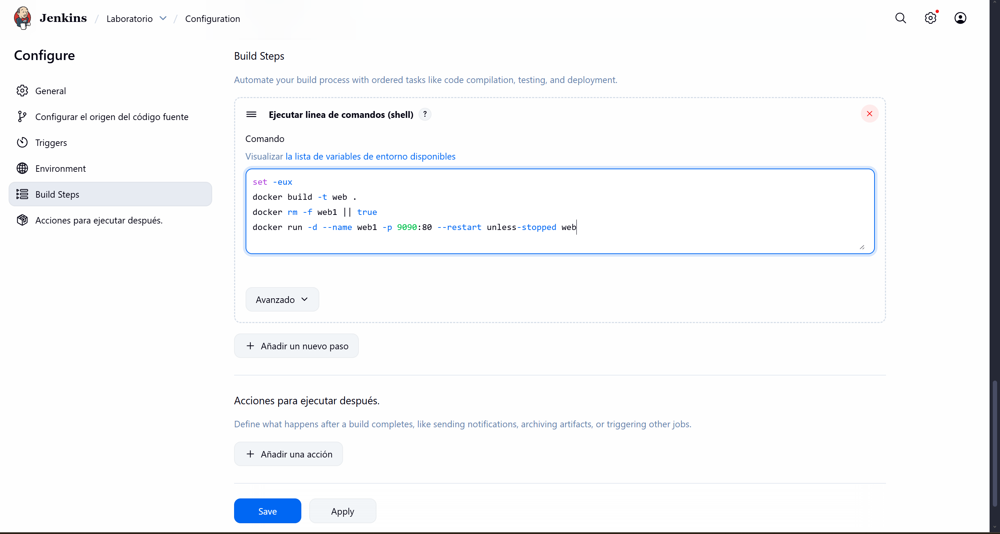 Jenkins / Laboratorio / Configuration
Configure
General
Configurar el origen del código fuente
Triggers
Environment
Build Steps
Acciones para ejecutar después.
Build Steps
Automate your build process with ordered tasks like code compilation, testing, and deployment.
Ejecutar linea de comandos (shell) ?
Comando
Visualizar la lista de variables de entorno disponibles
set -eux
docker build -t web .
docker rm -f web1 || true
docker run -d --name web1 -p 9090:80 --restart unless-stopped web
Avanzado
+ Añadir un nuevo paso
Acciones para ejecutar después.
Define what happens after a build completes, like sending notifications, archiving artifacts, or triggering other jobs.
+ Añadir una acción
Save
Apply